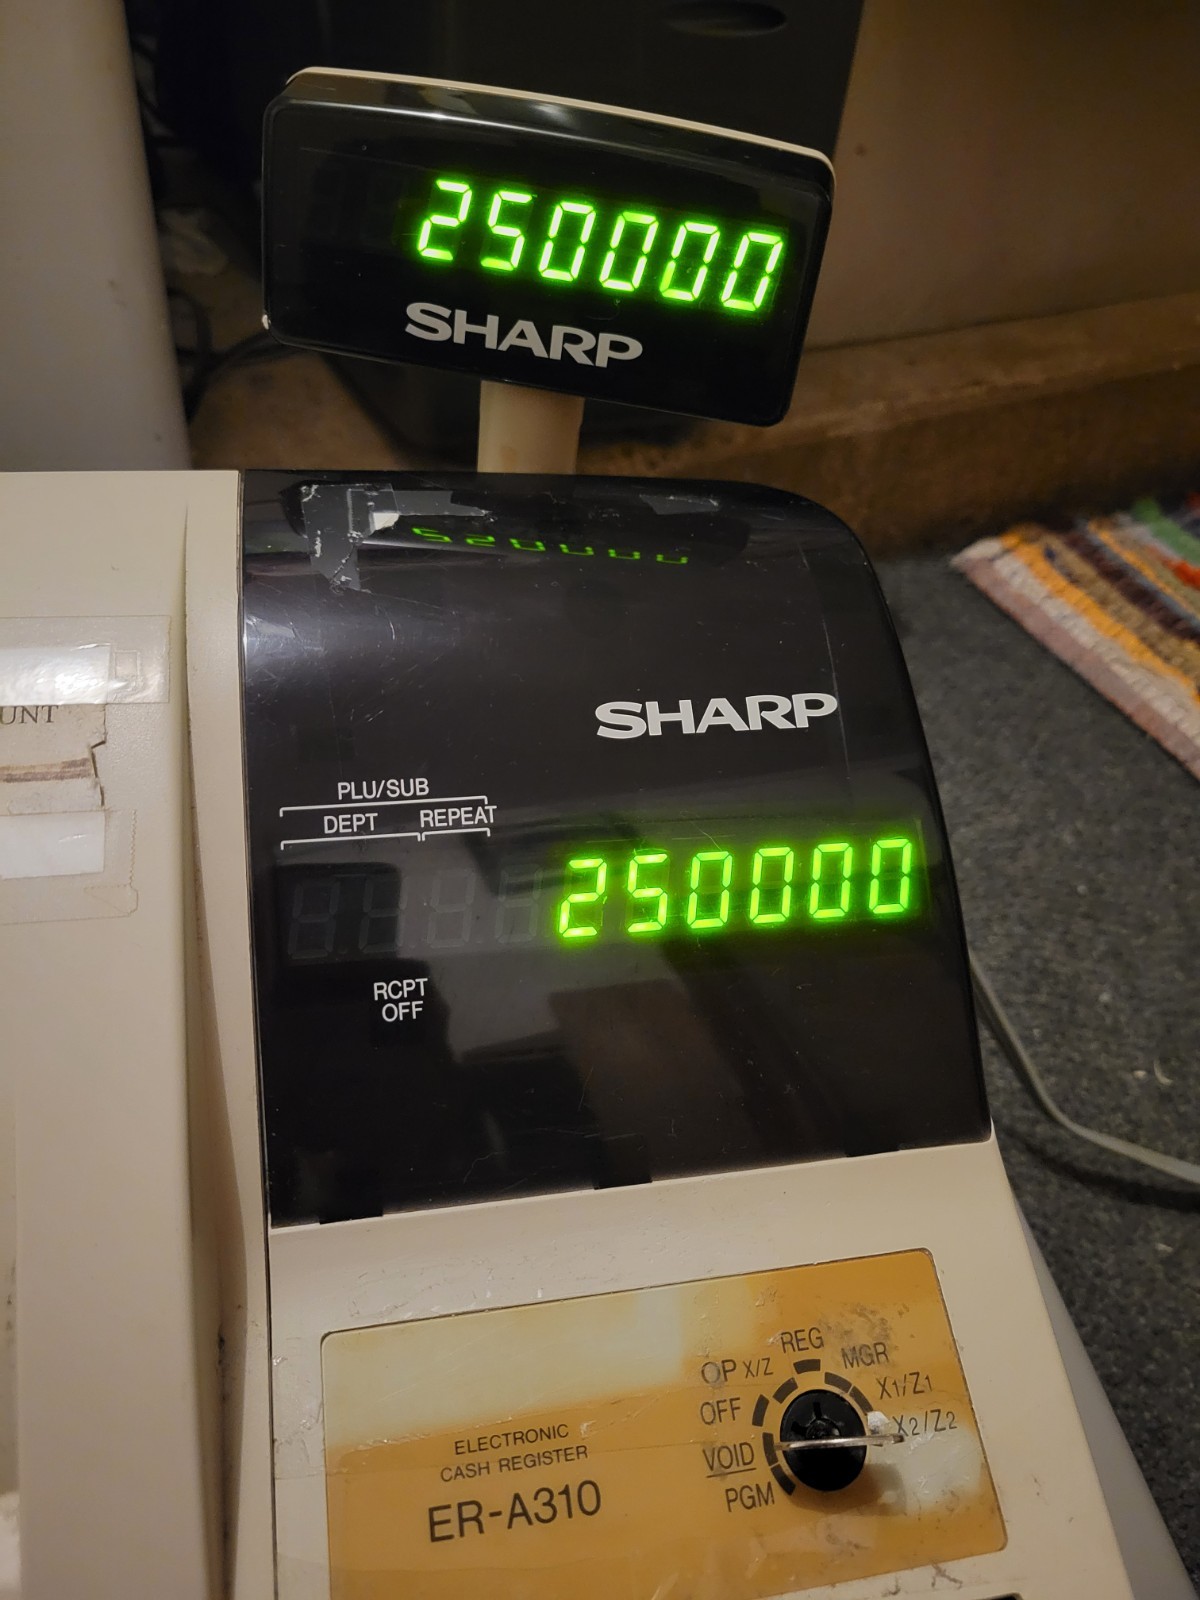 250000
SHARP
SHARP
UNT
PLU/SUB
DEPT REPEAT
250000
RCPT
OFF
REG
OP X/Z MGR
OFF X1/Z1
VOID X2/Z2
PGM
ELECTRONIC
CASH REGISTER
ER-A310